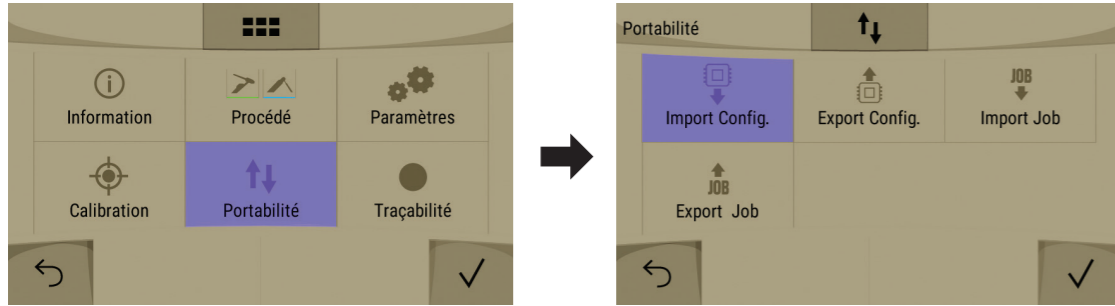 Information
Procédé
Paramètres
Calibration
Portabilité
Traçabilité
Portabilité
Import Config.
Export Config.
JOB
Import Job
JOB
Export Job